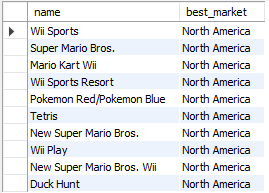 name best_market
Wii Sports North America
Super Mario Bros. North America
Mario Kart Wii North America
Wii Sports Resort North America
Pokemon Red/Pokemon Blue North America
Tetris North America
New Super Mario Bros. North America
Wii Play North America
New Super Mario Bros. Wii North America
Duck Hunt North America